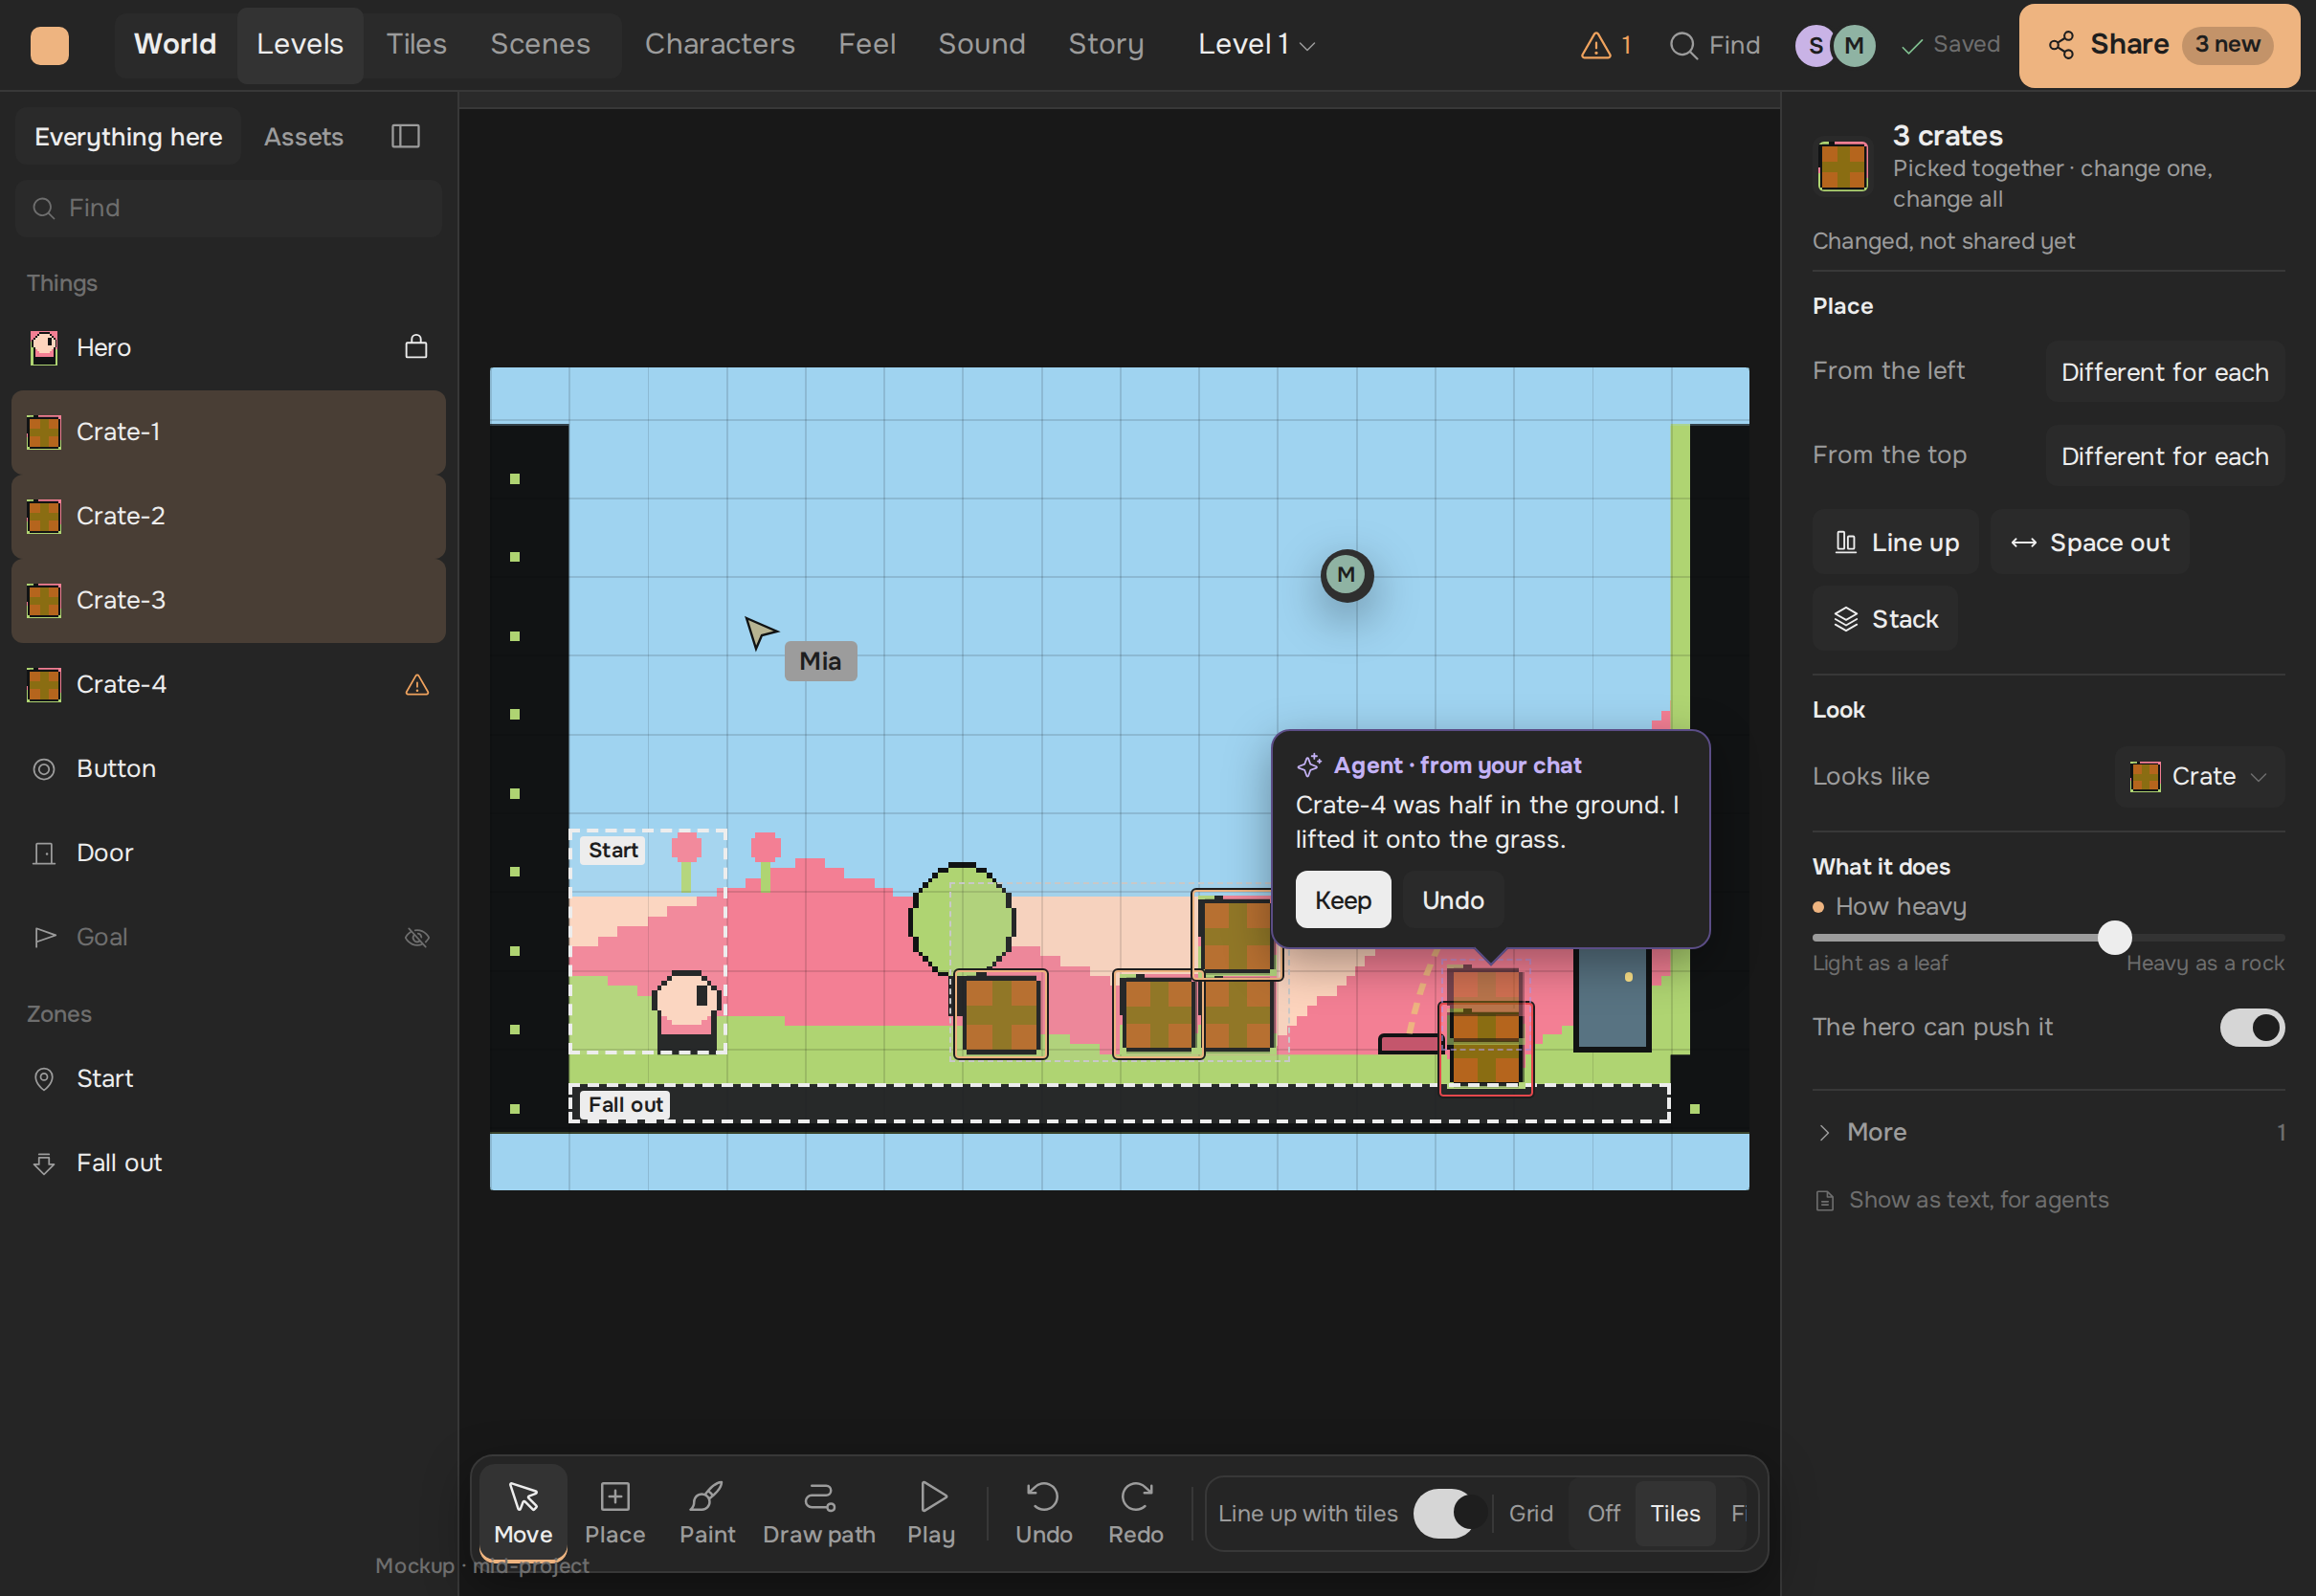 World Levels Tiles Scenes Characters Feel Sound Story Level 1 1 Find S M Saved Share 3 new
Everything here Assets
Find
Things
Hero
Crate-1
Crate-2
Crate-3
Crate-4
Button
Door
Goal
Zones
Start
Fall out
M
Mia
Agent · from your chat
Crate-4 was half in the ground. I
lifted it onto the grass.
Keep Undo
Start
Fall out
Move Place Paint Draw path Play Undo Redo Line up with tiles Grid Off Tiles
Mockup · mid-project
3 crates
Picked together · change one,
change all
Changed, not shared yet
Place
From the left Different for each
From the top Different for each
Line up Space out
Stack
Look
Looks like Crate
What it does
How heavy
Light as a leaf Heavy as a rock
The hero can push it
More 1
Show as text, for agents